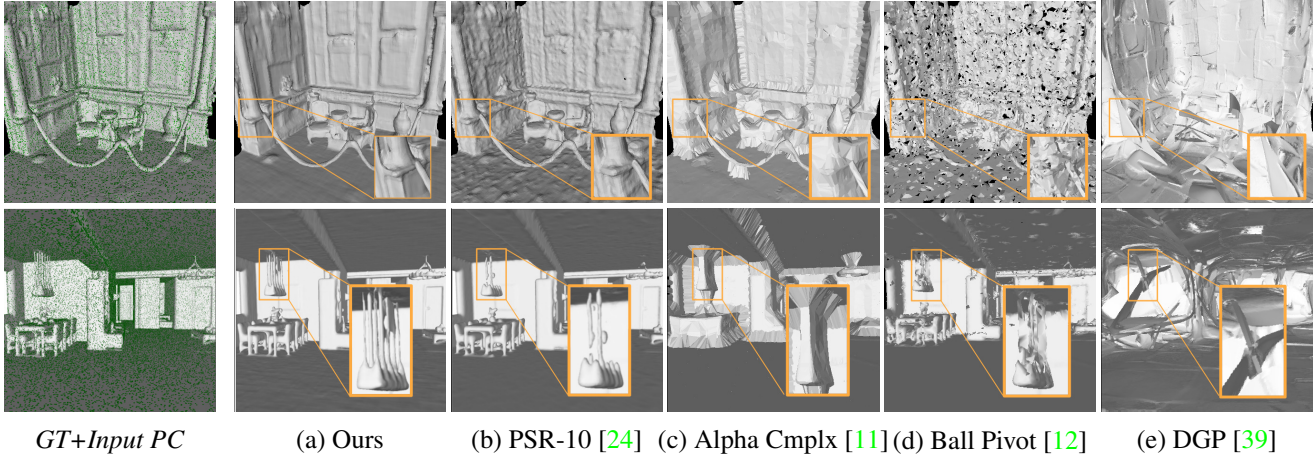 GT+Input PC (a) Ours (b) PSR-10 [24] (c) Alpha Cmplx [11] (d) Ball Pivot [12] (e) DGP [39]